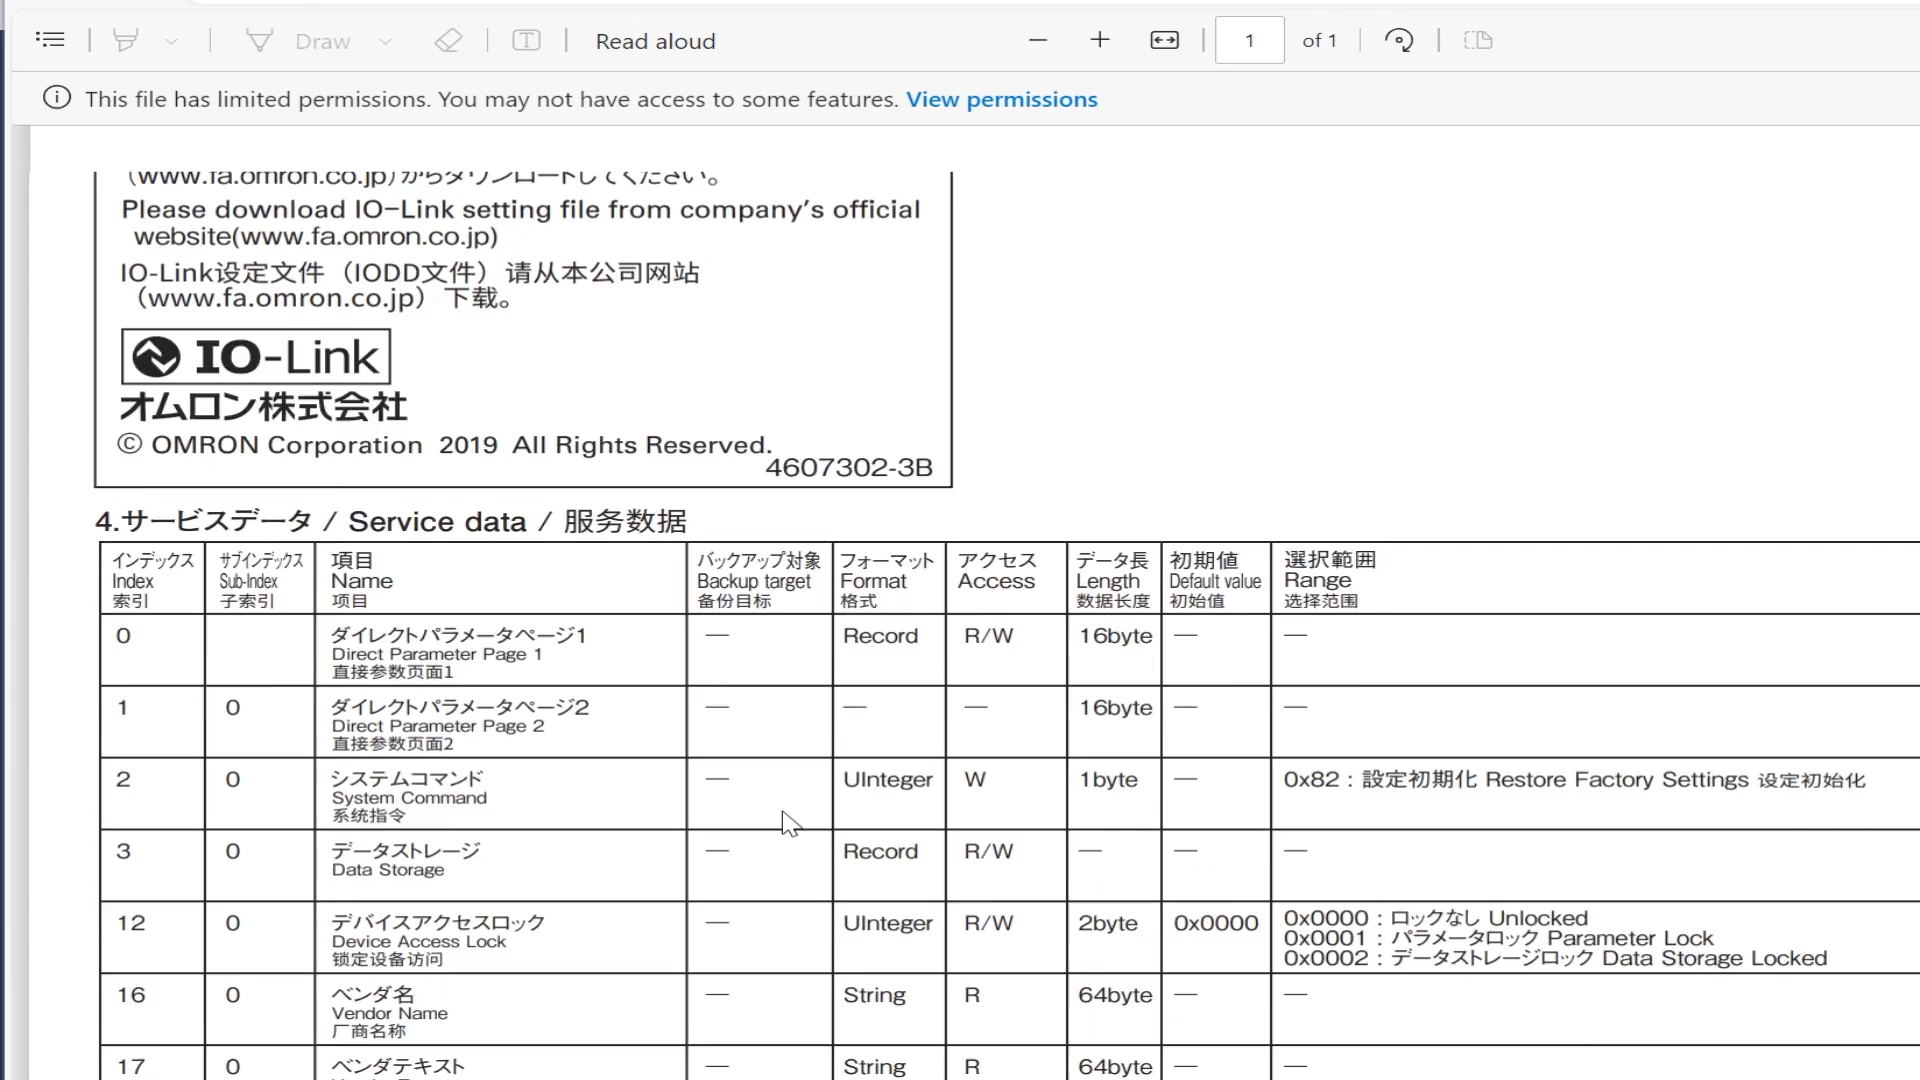 Draw
Read aloud
1 of 1
This file has limited permissions. You may not have access to some features. View permissions
（www.fa.omron.co.jp）からダウンロードしてください。
Please download IO-Link setting file from company's official
website(www.fa.omron.co.jp)
IO-Link设定文件（IODD文件）请从本公司网站
（www.fa.omron.co.jp）下载。
IO-Link
オムロン株式会社
© OMRON Corporation 2019 All Rights Reserved.
4607302-3B
4.サービスデータ / Service data / 服务数据
インデックス サブインデックス 項目 バックアップ対象 フォーマット アクセス データ長 初期値 選択範囲
Index Sub-Index Name Backup target Format Access Length Default value Range
索引 子索引 项目 备份目标 格式 数据长度 初始值 选择范围
0 ダイレクトパラメータページ1 — Record R/W 16byte — —
Direct Parameter Page 1
直接参数页面1
1 0 ダイレクトパラメータページ2 — — — 16byte — —
Direct Parameter Page 2
直接参数页面2
2 0 システムコマンド — UInteger W 1byte — 0x82 : 設定初期化 Restore Factory Settings 设定初始化
System Command
系统指令
3 0 データストレージ — Record R/W — — —
Data Storage
12 0 デバイスアクセスロック — UInteger R/W 2byte 0x0000 0x0000 : ロックなし Unlocked
Device Access Lock 0x0001 : パラメータロック Parameter Lock
锁定设备访问 0x0002 : データストレージロック Data Storage Locked
16 0 ベンダ名 — String R 64byte — —
Vendor Name
厂商名称
17 0 ベンダテキスト — String R 64byte — —